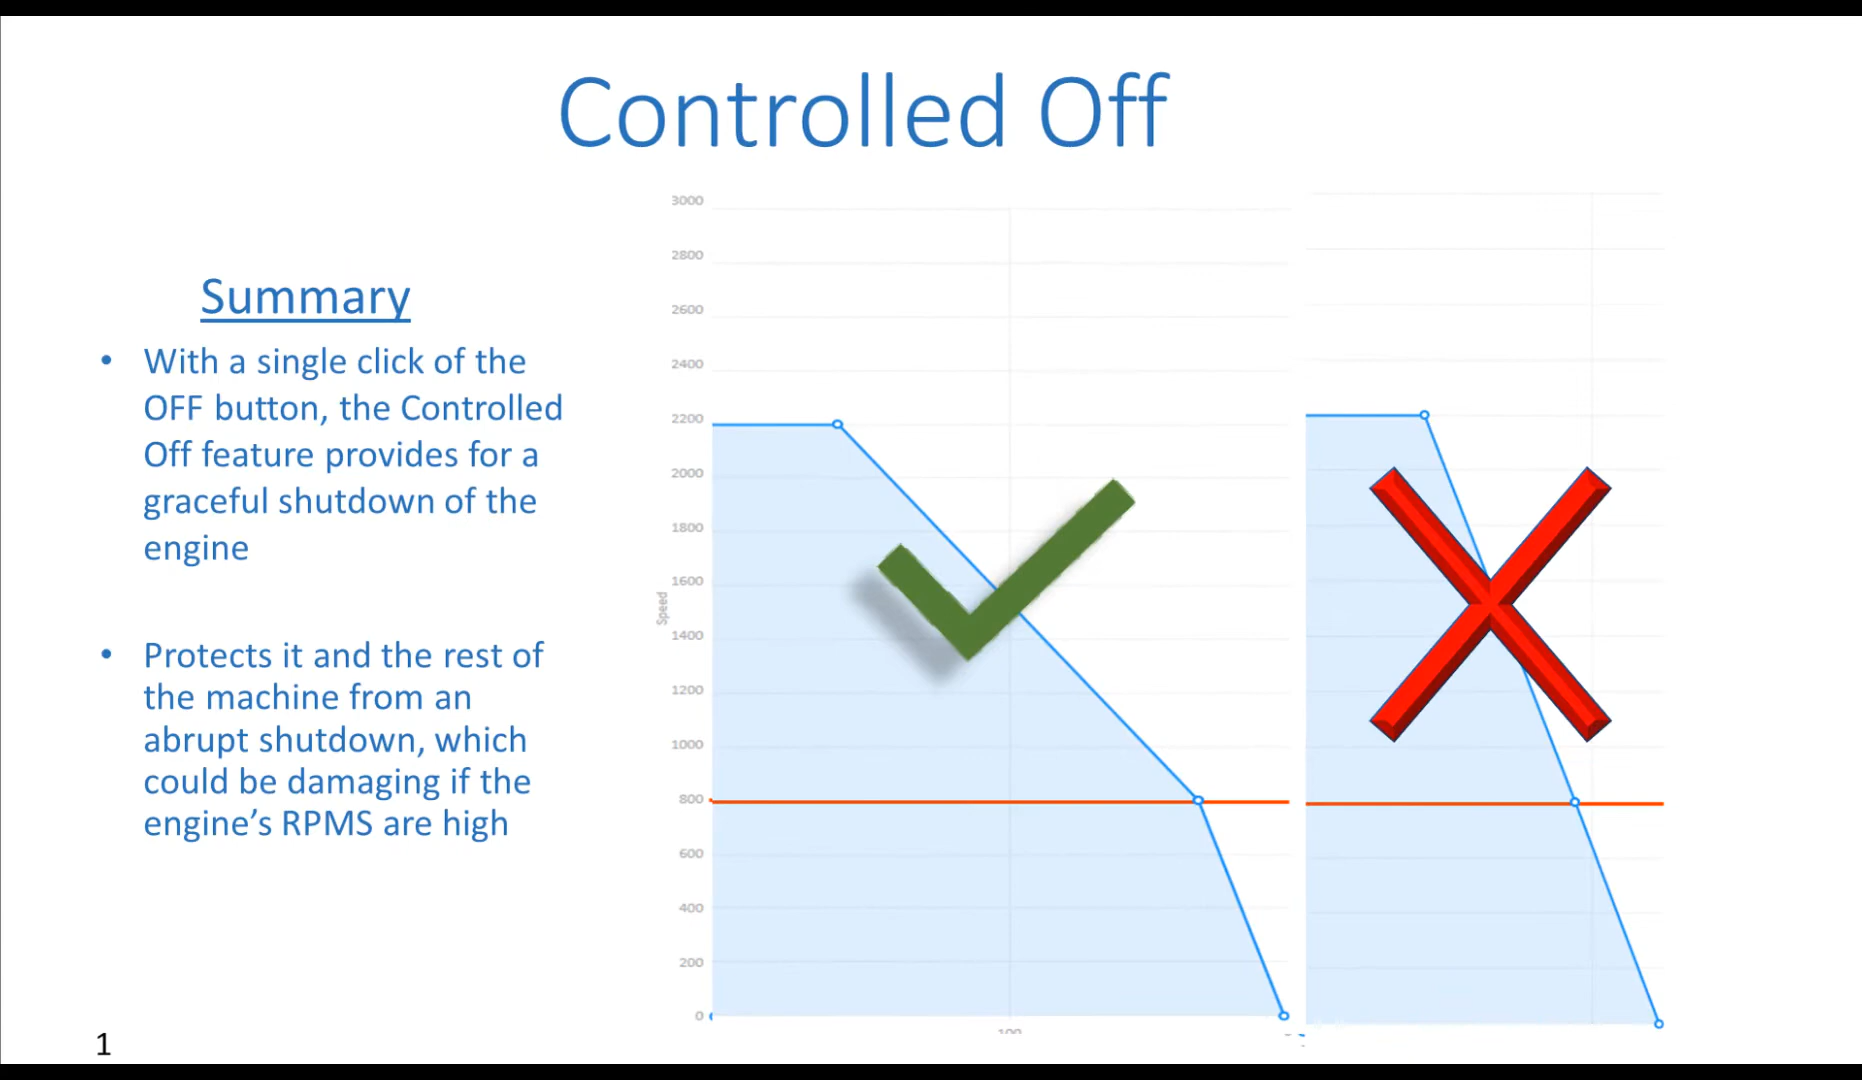 Controlled Off
Summary
• With a single click of the
OFF button, the Controlled
Off feature provides for a
graceful shutdown of the
engine
• Protects it and the rest of
the machine from an
abrupt shutdown, which
could be damaging if the
engine’s RPMS are high
3000
2800
2600
2400
2200
2000
1800
1600
1400
1200
1000
800
600
400
200
0
Speed
100
1